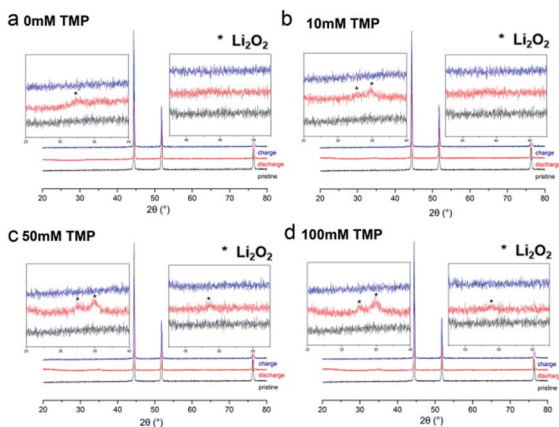 a 0mM TMP
* Li₂O₂
*
charge
discharge
pristine
20 30 40 50 60 70 80
2θ (°)
b 10mM TMP
* Li₂O₂
* *
charge
discharge
pristine
20 30 40 50 60 70 80
2θ (°)
c 50mM TMP
* Li₂O₂
* *
*
charge
discharge
pristine
20 30 40 50 60 70 80
2θ (°)
d 100mM TMP
* Li₂O₂
* *
*
charge
discharge
pristine
20 30 40 50 60 70 80
2θ (°)